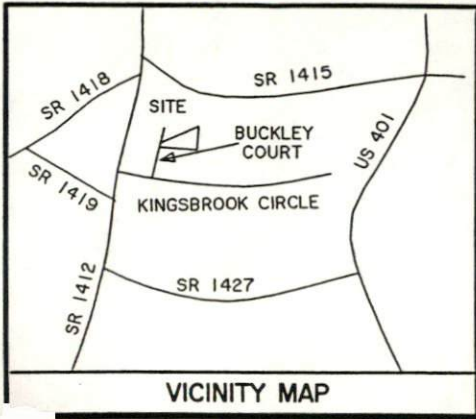 SR 1418
SR 1415
SITE
BUCKLEY
COURT
US 401
SR 1419
KINGSBROOK CIRCLE
SR 1412
SR 1427
VICINITY MAP